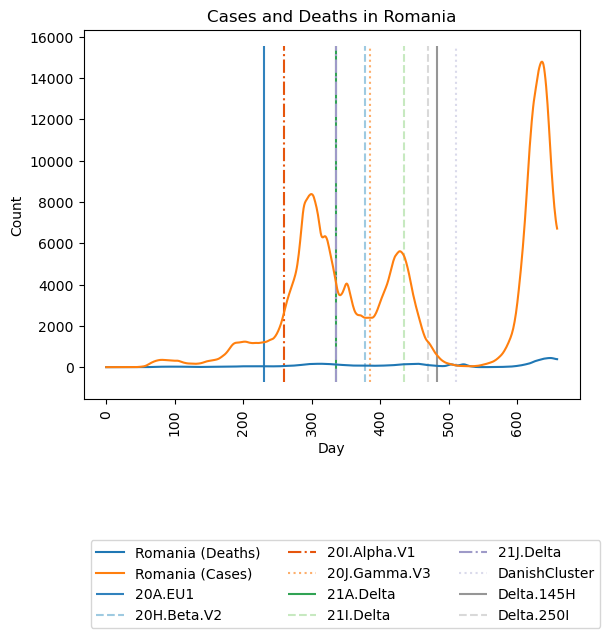 Cases and Deaths in Romania
16000
14000
12000
10000
8000
6000
4000
2000
0
Count
0 100 200 300 400 500 600
Day
Romania (Deaths) 20I.Alpha.V1 21J.Delta
Romania (Cases) 20J.Gamma.V3 DanishCluster
20A.EU1 21A.Delta Delta.145H
20H.Beta.V2 21I.Delta Delta.250I